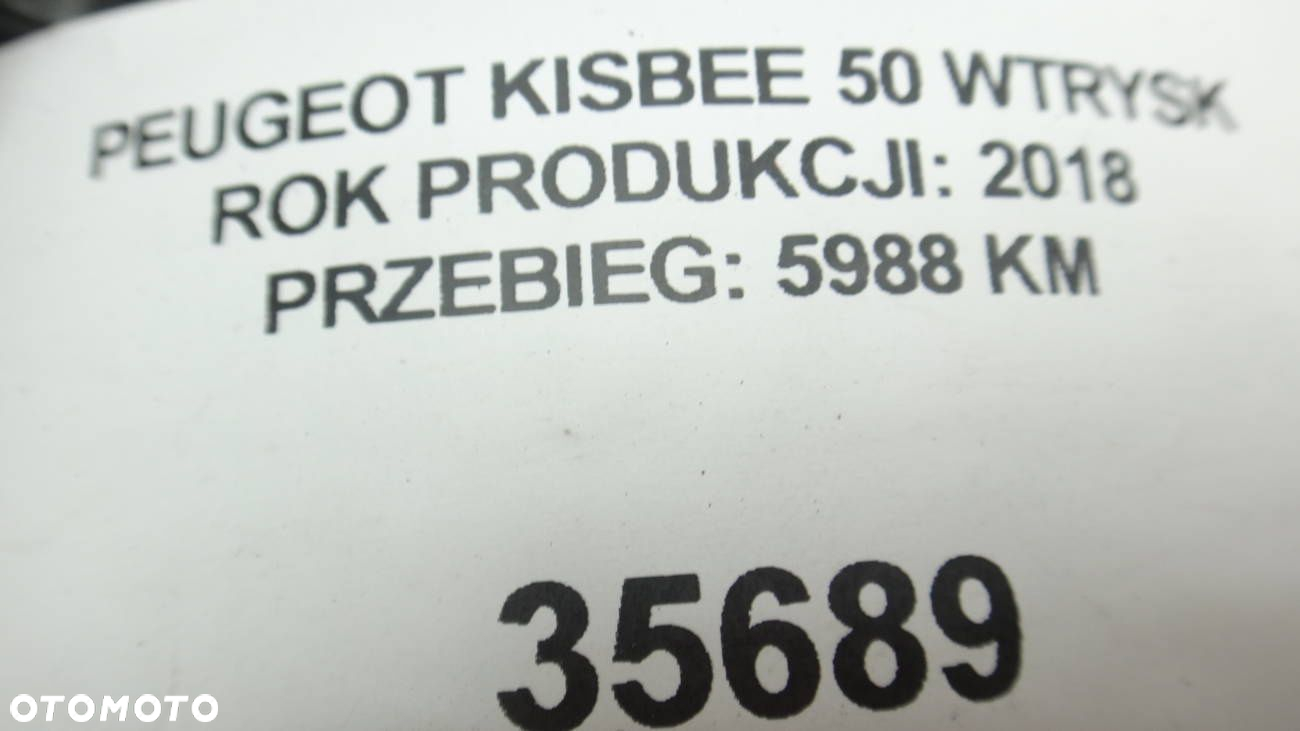 PEUGEOT KISBEE 50 WTRYSK
ROK PRODUKCJI: 2018
PRZEBIEG: 5988 KM
35689
OTOMOTO